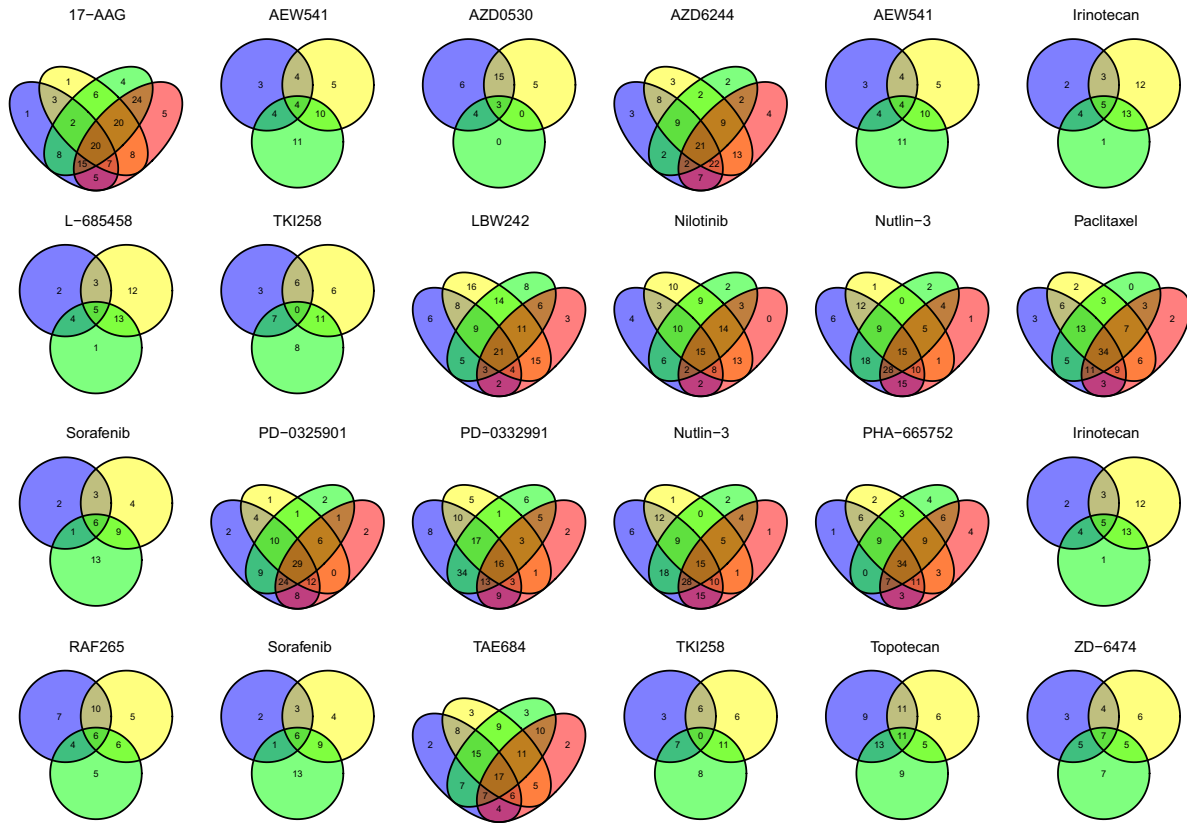 17−AAG AEW541 AZD0530 AZD6244 AEW541 Irinotecan
1 1 4 5 3 6 24 2 20 20 8 8 15 7 5
3 4 5 4 4 10 11
6 15 5 4 3 0 0
3 3 2 4 8 2 2 9 9 21 2 13 2 22 7
3 4 5 4 4 10 11
2 3 12 4 5 13 1
L−685458 TKI258 LBW242 Nilotinib Nutlin−3 Paclitaxel
2 3 12 4 5 13 1
3 6 6 7 0 11 8
6 16 8 3 8 14 6 9 11 21 5 15 3 4 2
4 10 2 0 3 9 3 10 14 15 6 13 2 8 2
6 1 2 1 12 0 4 9 5 15 18 1 28 10 15
3 2 0 2 6 3 3 13 7 34 5 6 11 9 3
Sorafenib PD−0325901 PD−0332991 Nutlin−3 PHA−665752 Irinotecan
2 3 4 1 6 9 13
2 1 2 2 4 1 1 10 6 29 9 0 24 12 8
8 5 6 2 10 1 5 17 3 16 34 1 13 3 9
6 1 2 1 12 0 4 9 5 15 18 1 28 10 15
1 2 4 4 6 3 6 9 9 34 0 3 7 11 3
2 3 12 4 5 13 1
RAF265 Sorafenib TAE684 TKI258 Topotecan ZD−6474
7 10 5 4 6 6 5
2 3 4 1 6 9 13
2 3 3 2 8 9 10 15 11 17 7 5 7 6 4
3 6 6 7 0 11 8
9 11 6 13 11 5 9
3 4 6 5 7 5 7